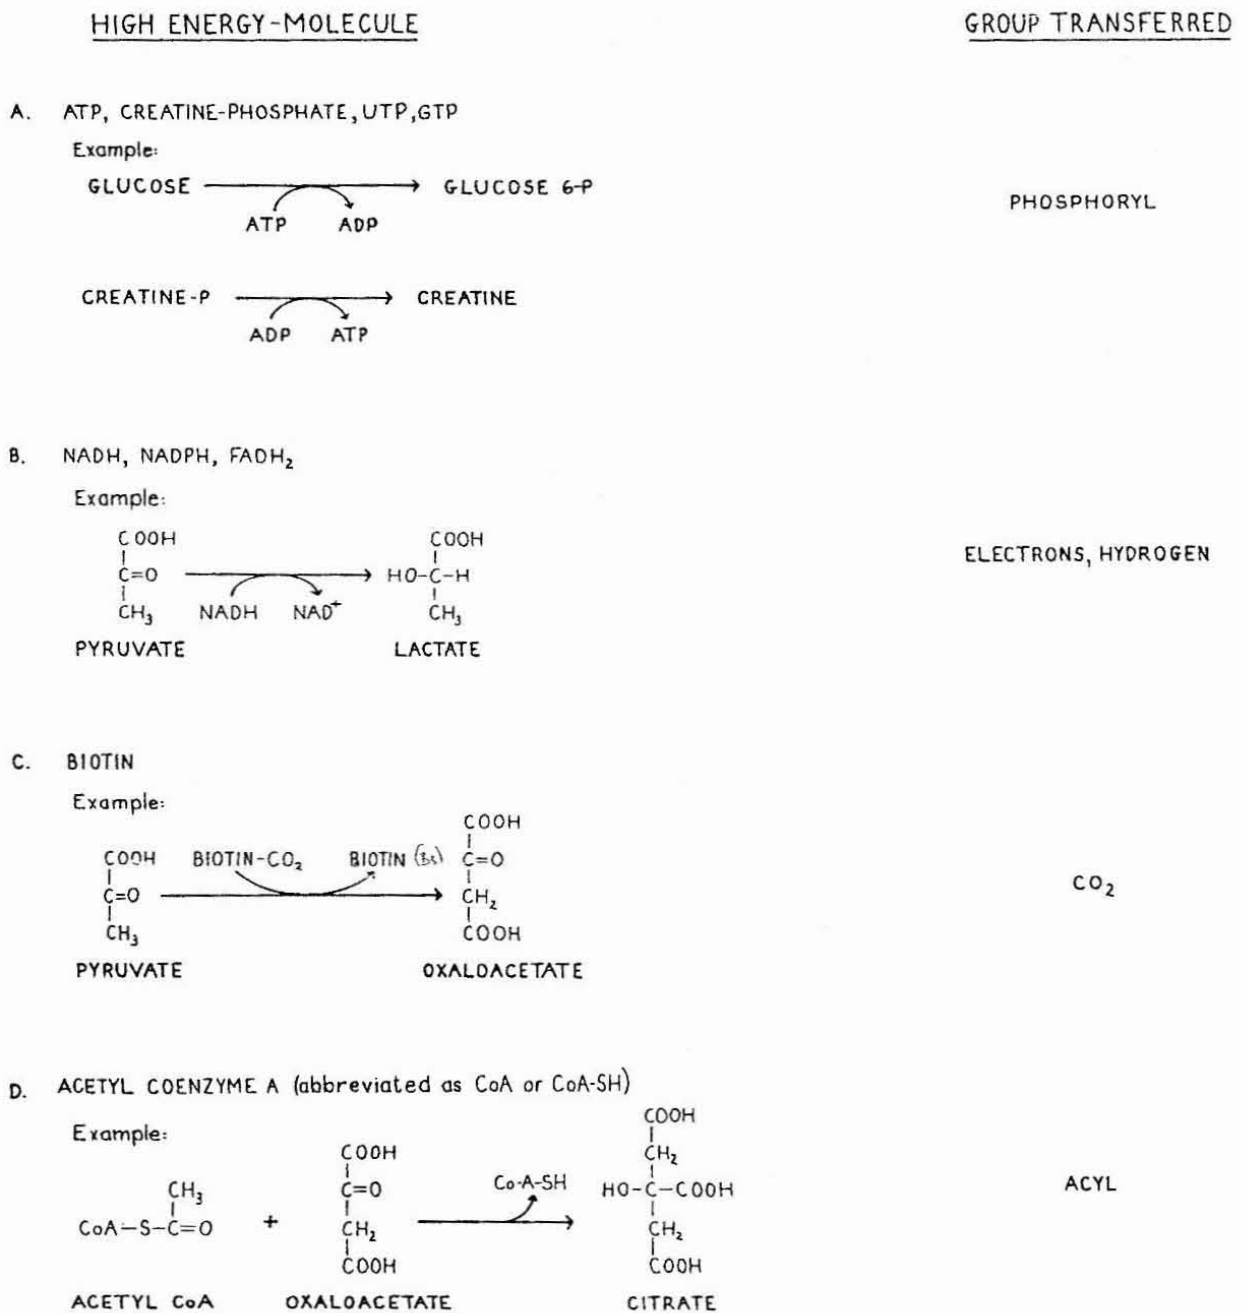 HIGH ENERGY-MOLECULE GROUP TRANSFERRED
A. ATP, CREATINE-PHOSPHATE, UTP, GTP
Example:
GLUCOSE GLUCOSE 6-P
PHOSPHORYL
ATP ADP
CREATINE-P CREATINE
ADP ATP
B. NADH, NADPH, FADH₂
Example:
COOH COOH
ELECTRONS, HYDROGEN
C=O HO-C-H
CH₃ NADH NAD⁺ CH₃
PYRUVATE LACTATE
C. BIOTIN
Example:
COOH
COOH BIOTIN-CO₂ BIOTIN C=O
C=O CH₂ CO₂
CH₃ COOH
PYRUVATE OXALOACETATE
D. ACETYL COENZYME A (abbreviated as CoA or CoA-SH)
Example:
COOH
COOH CH₂
CH₃ C=O Co-A-SH HO-C-COOH ACYL
CoA-S-C=O + CH₂ CH₂
COOH COOH
ACETYL CoA OXALOACETATE CITRATE